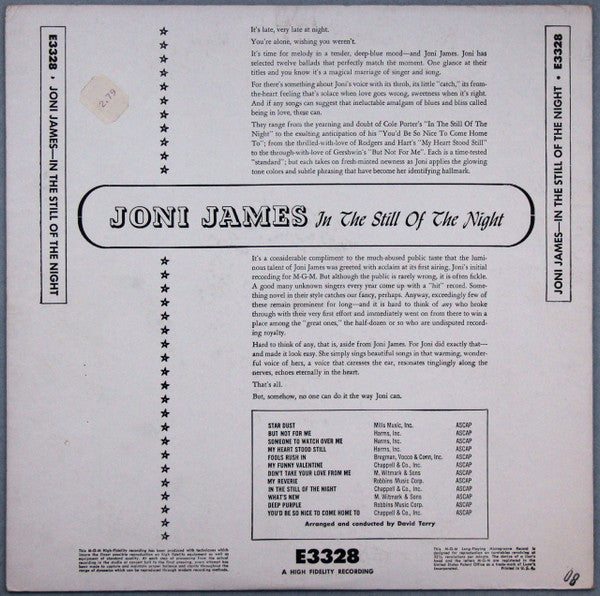 E3328 • JONI JAMES—IN THE STILL OF THE NIGHT
2.79
It's late, very late at night.
You're alone, wishing you weren't.
It's time for melody in a tender, deep-blue mood—and Joni James. Joni has
selected twelve ballads that perfectly match the moment. One glance at their
titles and you know it's a magical marriage of singer and song.
For there's something about Joni's voice with its throb, its little "catch," its from-
the-heart feeling that's solace when love goes wrong, sweetness when it's right.
And if any songs can suggest that ineluctable amalgam of blues and bliss called
being in love, these can.
They range from the yearning and doubt of Cole Porter's "In The Still Of The
Night" to the exulting anticipation of his "You'd Be So Nice To Come Home
To"; from the thrilled-with-love of Rodgers and Hart's "My Heart Stood Still"
to the through-with-love of Gershwin's "But Not For Me". Each is a time-tested
"standard"; but each takes on fresh-minted newness as Joni applies the glowing
tone colors and subtle phrasing that have become her identifying hallmark.
JONI JAMES In The Still Of The Night
It's a considerable compliment to the much-abused public taste that the lumi-
nous talent of Joni James was greeted with acclaim at its first airing, Joni's initial
recording for M-G-M. But although the public is rarely wrong, it is often fickle.
A good many unknown singers every year come up with a "hit" record. Some-
thing novel in their style catches our fancy, perhaps. Anyway, exceedingly few of
these remain prominent for long—and it is hard to think of any who broke
through with their very first effort and immediately went on from there to win a
place among the "great ones," the half-dozen or so who are undisputed record-
ing royalty.
Hard to think of any, that is, aside from Joni James. For Joni did exactly that—
and made it look easy. She simply sings beautiful songs in that warming, wonder-
ful voice of hers, a voice that caresses the ear, resonates tinglingly along the
nerves, echoes eternally in the heart.
That's all.
But, somehow, no one can do it the way Joni can.
STAR DUST Mills Music, Inc. ASCAP
BUT NOT FOR ME Harms, Inc. ASCAP
SOMEONE TO WATCH OVER ME Harms, Inc. ASCAP
MY HEART STOOD STILL Harms, Inc. ASCAP
FOOLS RUSH IN Bregman, Vocco & Conn, Inc. ASCAP
MY FUNNY VALENTINE Chappell & Co., Inc. ASCAP
DON'T TAKE YOUR LOVE FROM ME M. Witmark & Sons ASCAP
MY REVERIE Robbins Music Corp. ASCAP
IN THE STILL OF THE NIGHT Chappell & Co., Inc. ASCAP
WHAT'S NEW M. Witmark & Sons ASCAP
DEEP PURPLE Robbins Music Corp. ASCAP
YOU'D BE SO NICE TO COME HOME TO Chappell & Co., Inc. ASCAP
Arranged and conducted by David Terry
This M-G-M High-Fidelity recording has been produced with techniques which
E3328
A HIGH FIDELITY RECORDING
Printed in U.S.A.
08
E3328 • JONI JAMES—IN THE STILL OF THE NIGHT